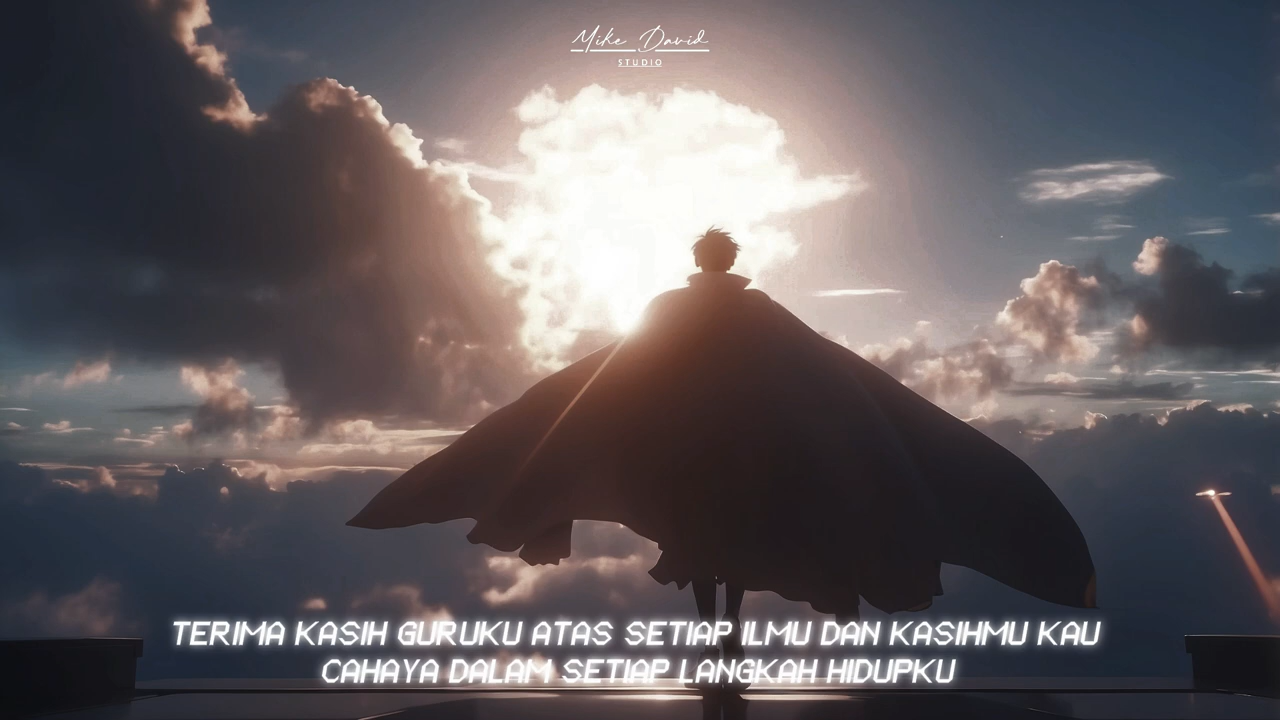 Mike David
STUDIO
TERIMA KASIH GURUKU ATAS SETIAP ILMU DAN KASIHMU KAU
CAHAYA DALAM SETIAP LANGKAH HIDUPKU